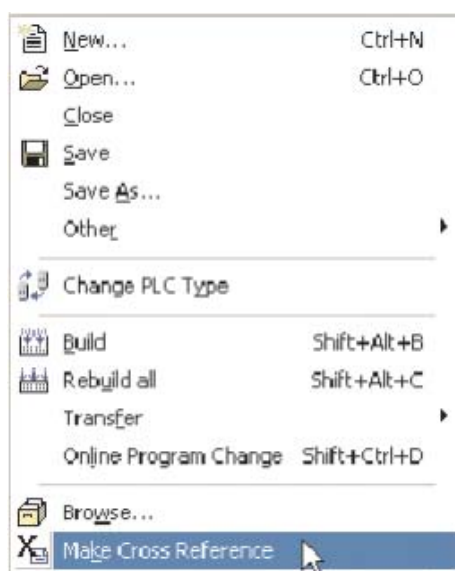 New... Ctrl+N
Open... Ctrl+O
Close
Save
Save As...
Other
Change PLC Type
Build Shift+Alt+B
Rebuild all Shift+Alt+C
Transfer
Online Program Change Shift+Ctrl+D
Browse...
Make Cross Reference